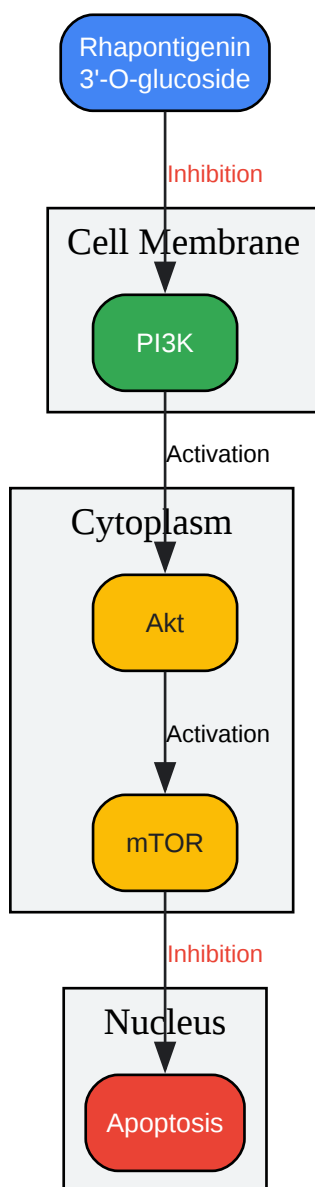 Rhapontigenin
3'-O-glucoside
Inhibition
Cell Membrane
PI3K
Activation
Cytoplasm
Akt
Activation
mTOR
Inhibition
Nucleus
Apoptosis